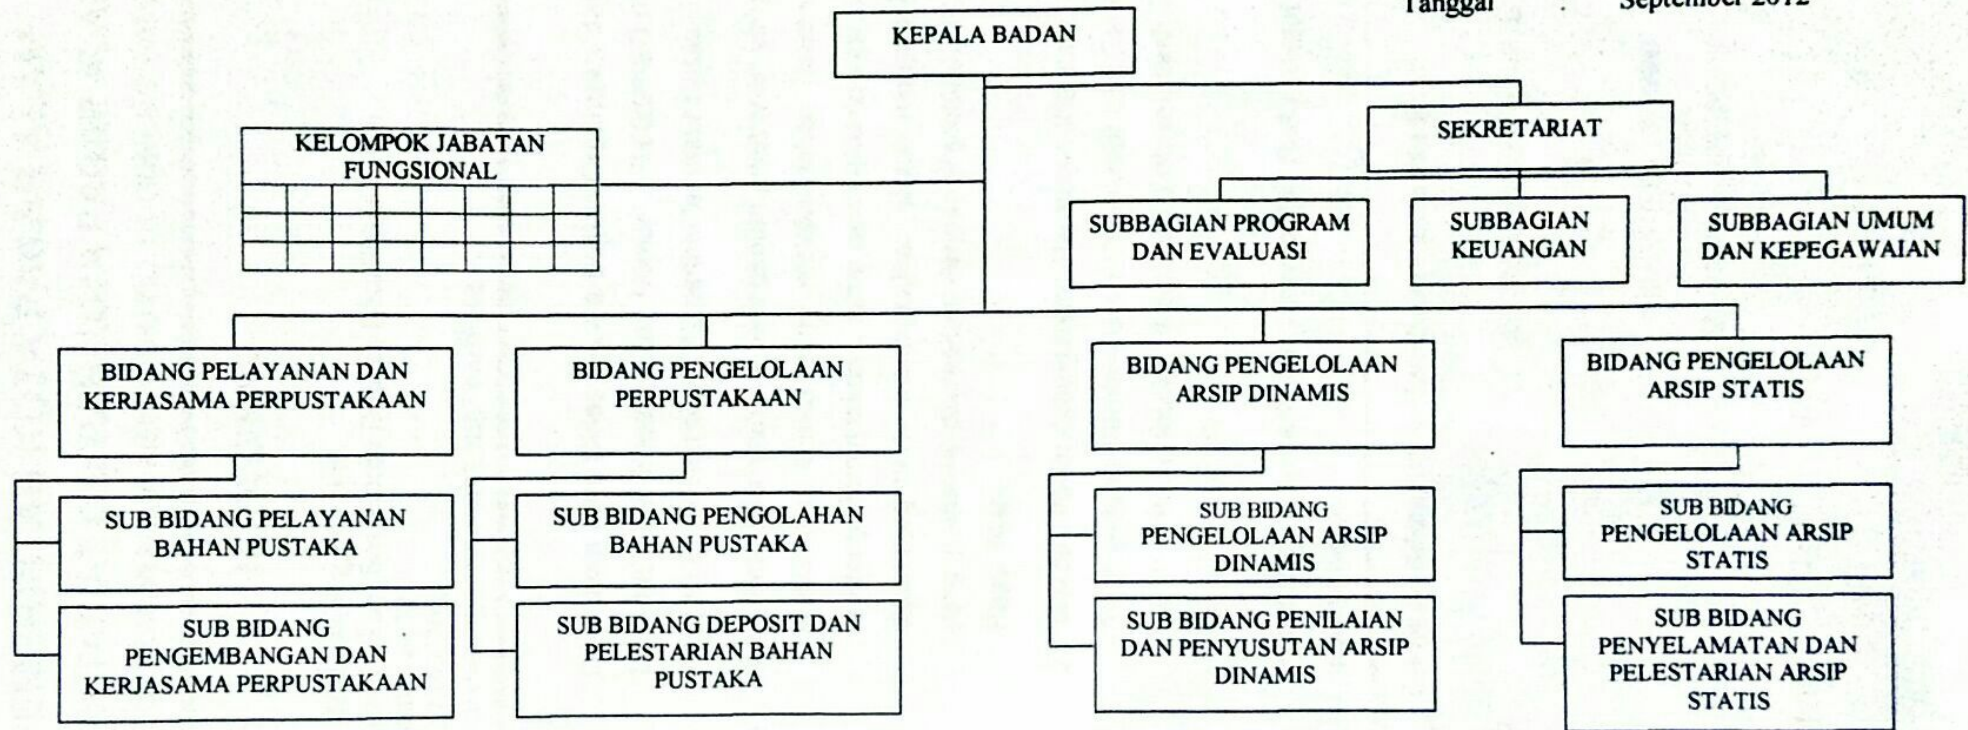 Tanggal : September 2012
KEPALA BADAN
SEKRETARIAT
KELOMPOK JABATAN
FUNGSIONAL
SUBBAGIAN PROGRAM
DAN EVALUASI
SUBBAGIAN
KEUANGAN
SUBBAGIAN UMUM
DAN KEPEGAWAIAN
BIDANG PELAYANAN DAN
KERJASAMA PERPUSTAKAAN
BIDANG PENGELOLAAN
PERPUSTAKAAN
BIDANG PENGELOLAAN
ARSIP DINAMIS
BIDANG PENGELOLAAN
ARSIP STATIS
SUB BIDANG PELAYANAN
BAHAN PUSTAKA
SUB BIDANG PENGOLAHAN
BAHAN PUSTAKA
SUB BIDANG
PENGELOLAAN ARSIP
DINAMIS
SUB BIDANG
PENGELOLAAN ARSIP
STATIS
SUB BIDANG
PENGEMBANGAN DAN
KERJASAMA PERPUSTAKAAN
SUB BIDANG DEPOSIT DAN
PELESTARIAN BAHAN
PUSTAKA
SUB BIDANG PENILAIAN
DAN PENYUSUTAN ARSIP
DINAMIS
SUB BIDANG
PENYELAMATAN DAN
PELESTARIAN ARSIP
STATIS